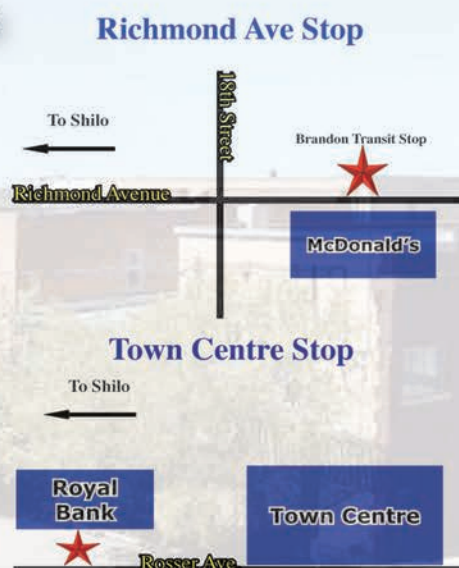 Richmond Ave Stop
18th Street
To Shilo
Brandon Transit Stop
Richmond Avenue
McDonald's
Town Centre Stop
To Shilo
Royal
Bank
Town Centre
Rosser Ave.